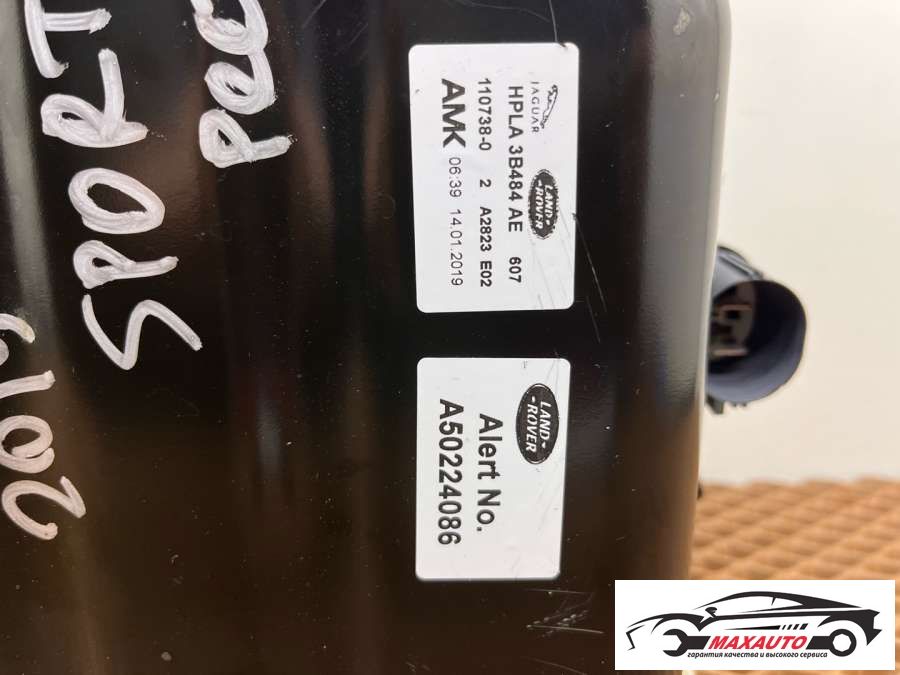 SPORT
2019
JAGUAR
LAND-
-ROVER
HPLA 3B484 AE 607
110738-0 2 A2823 E02
AMK 06:39 14.01.2019
LAND-
-ROVER
Alert No.
A50224086
MAXAUTO
гарантия качества и высокого сервиса